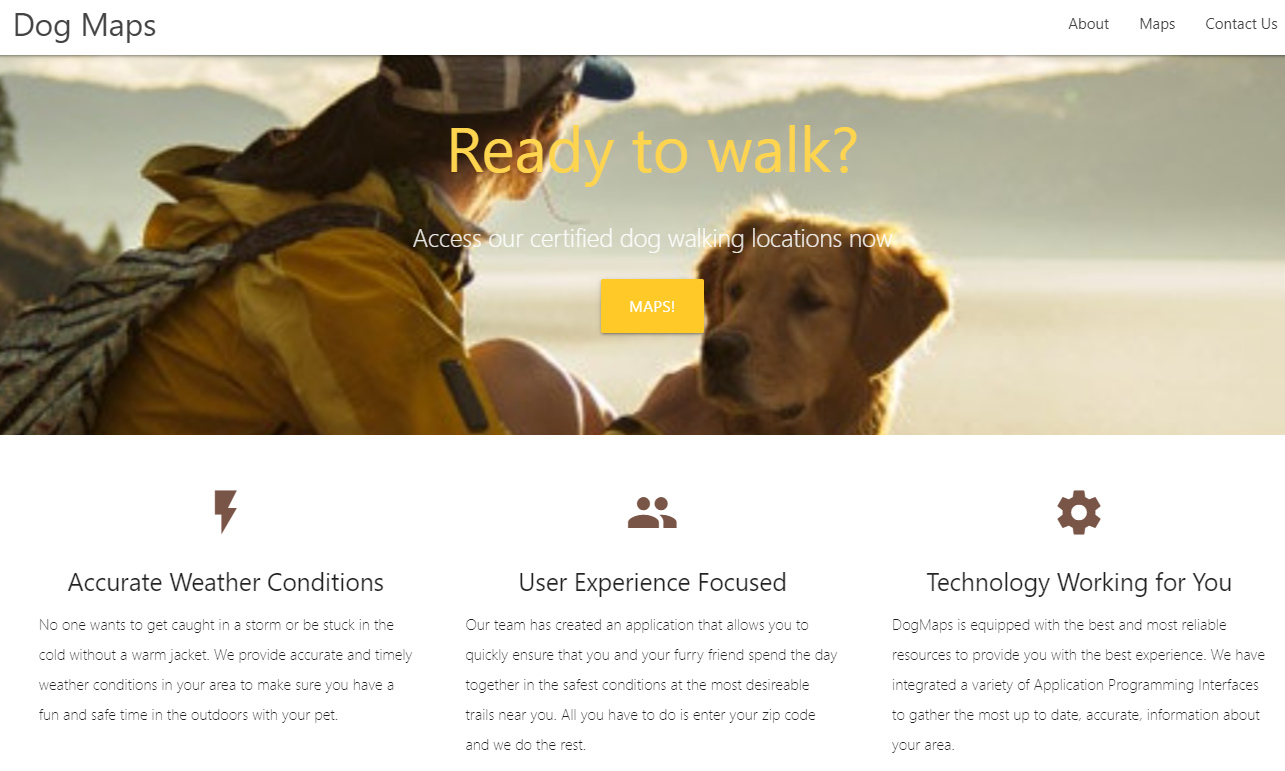 Dog Maps
About Maps Contact Us
Ready to walk?
Access our certified dog walking locations now
MAPS!
Accurate Weather Conditions
No one wants to get caught in a storm or be stuck in the
cold without a warm jacket. We provide accurate and timely
weather conditions in your area to make sure you have a
fun and safe time in the outdoors with your pet.
User Experience Focused
Our team has created an application that allows you to
quickly ensure that you and your furry friend spend the day
together in the safest conditions at the most desireable
trails near you. All you have to do is enter your zip code
and we do the rest.
Technology Working for You
DogMaps is equipped with the best and most reliable
resources to provide you with the best experience. We have
integrated a variety of Application Programming Interfaces
to gather the most up to date, accurate, information about
your area.